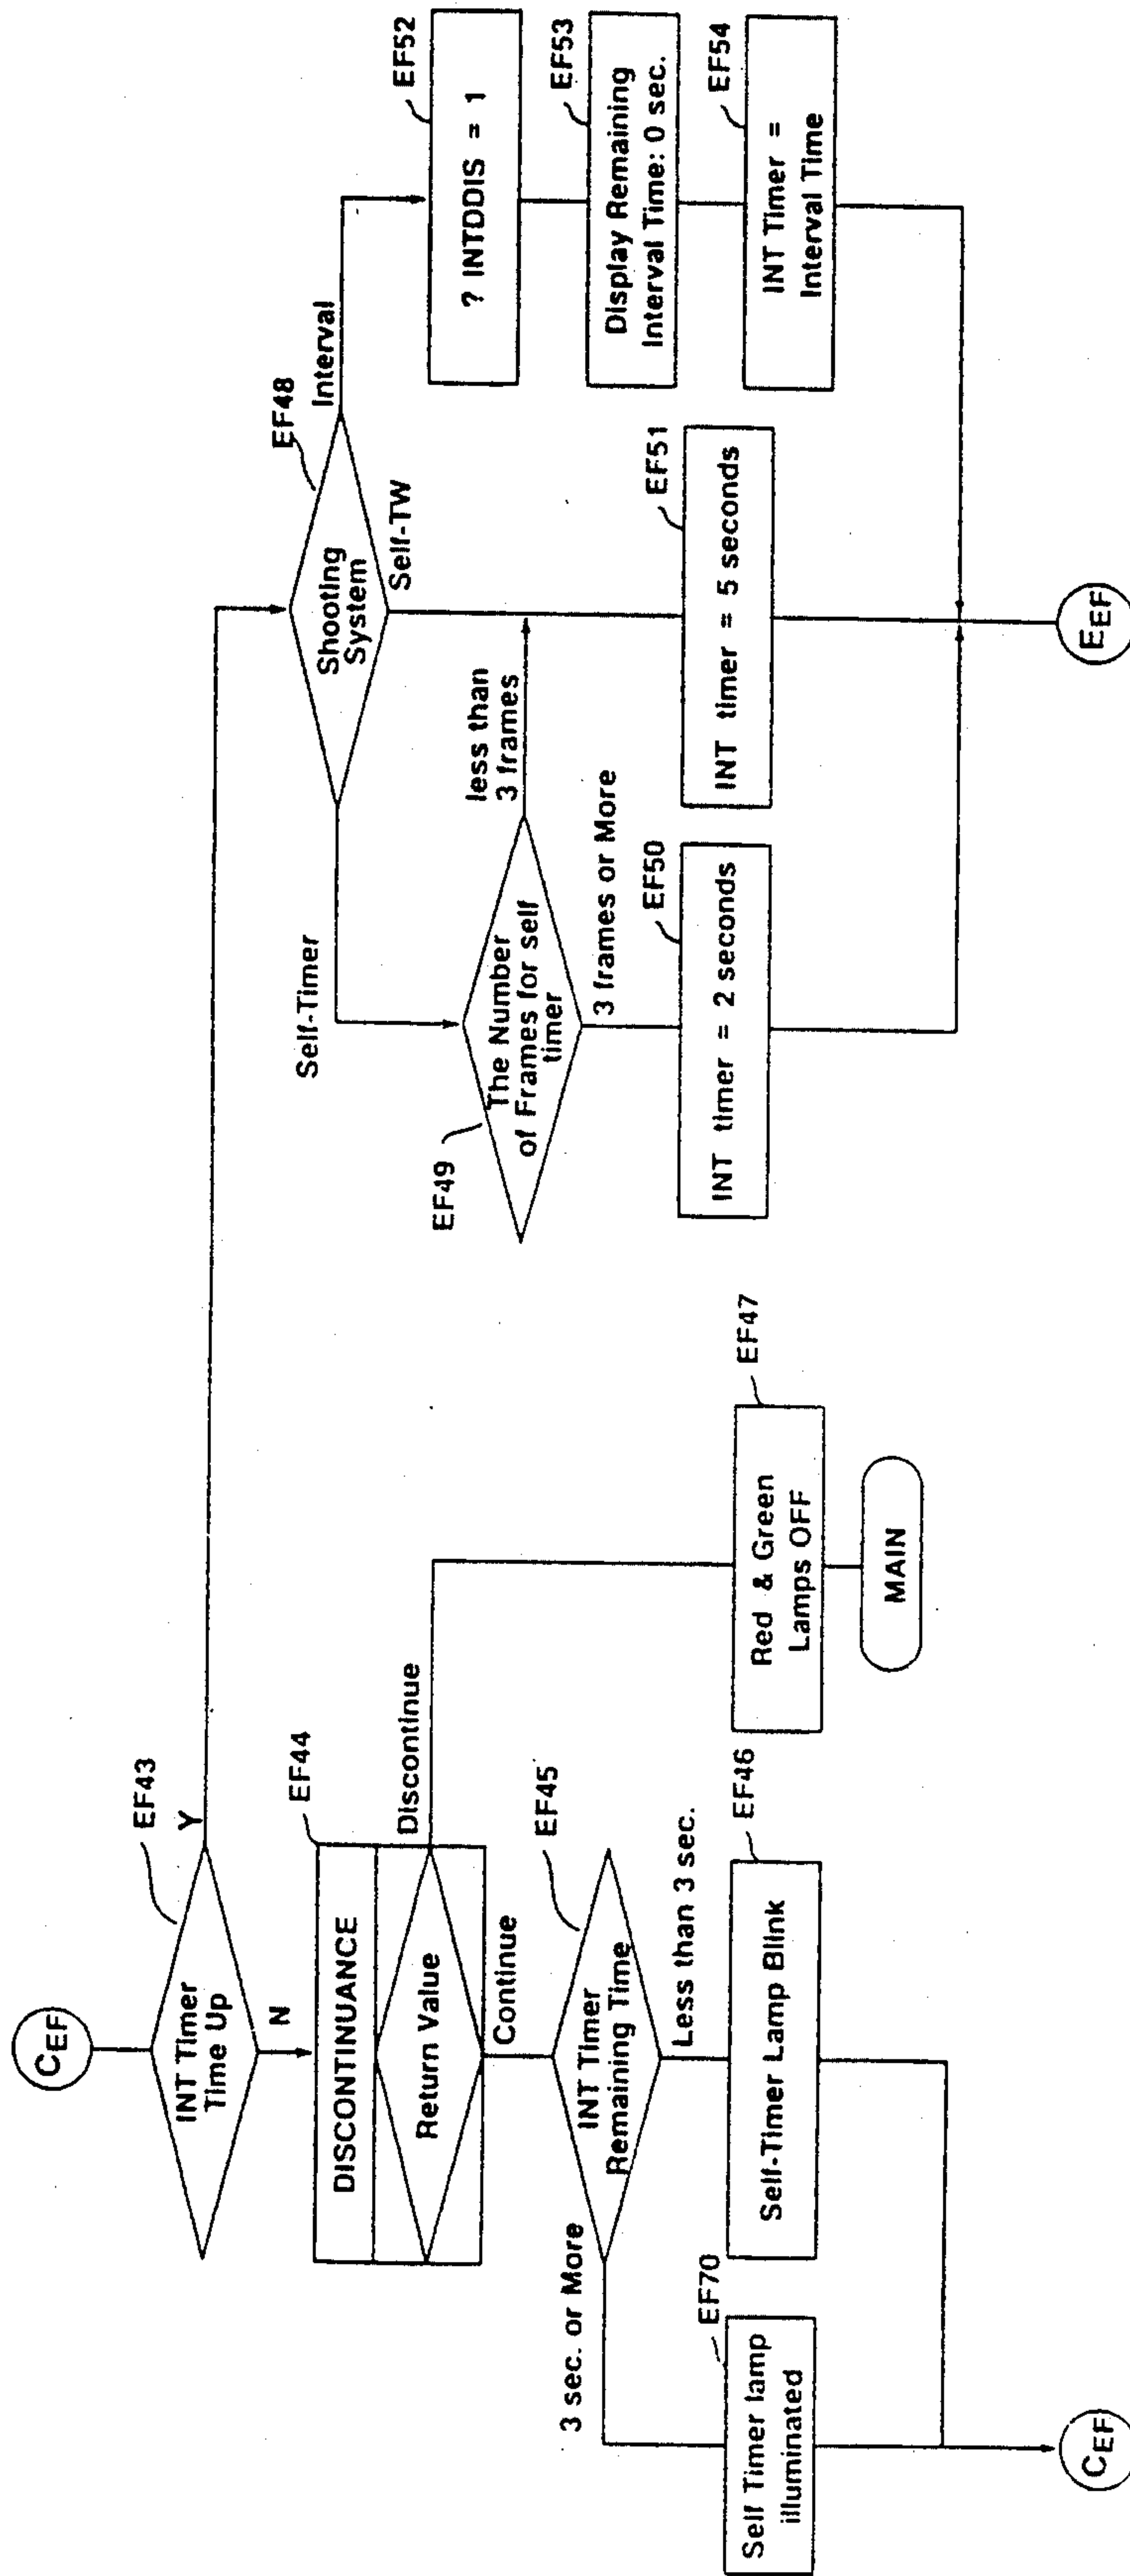 CEF
INT Timer
Time Up
EF43
Y
N
DISCONTINUANCE
EF44
Return Value
Discontinue
Continue
INT Timer
Remaining Time
EF45
3 sec. or More
Less than 3 sec.
Self Timer lamp
illuminated
EF70
Self-Timer Lamp Blink
EF46
CEF
Red & Green
Lamps OFF
EF47
MAIN
Shooting
System
EF48
Self-Timer
Self-TW
Interval
The Number
of Frames for self
timer
EF49
less than
3 frames
3 frames or More
INT timer = 2 seconds
EF50
INT timer = 5 seconds
EF51
? INTDDIS = 1
EF52
Display Remaining
Interval Time: 0 sec.
EF53
INT Timer =
Interval Time
EF54
EEF